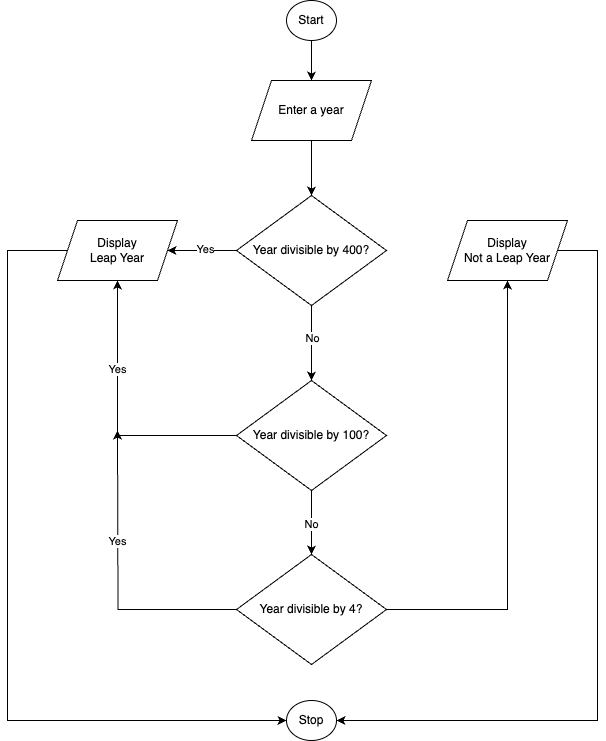 Start
Enter a year
Display
Leap Year
Yes
Year divisible by 400?
Display
Not a Leap Year
No
Yes
Year divisible by 100?
No
Yes
Year divisible by 4?
Stop